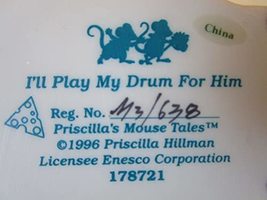 China
I'll Play My Drum For Him
Reg. No. M3/638
Priscilla's Mouse Tales™
©1996 Priscilla Hillman
Licensee Enesco Corporation
178721